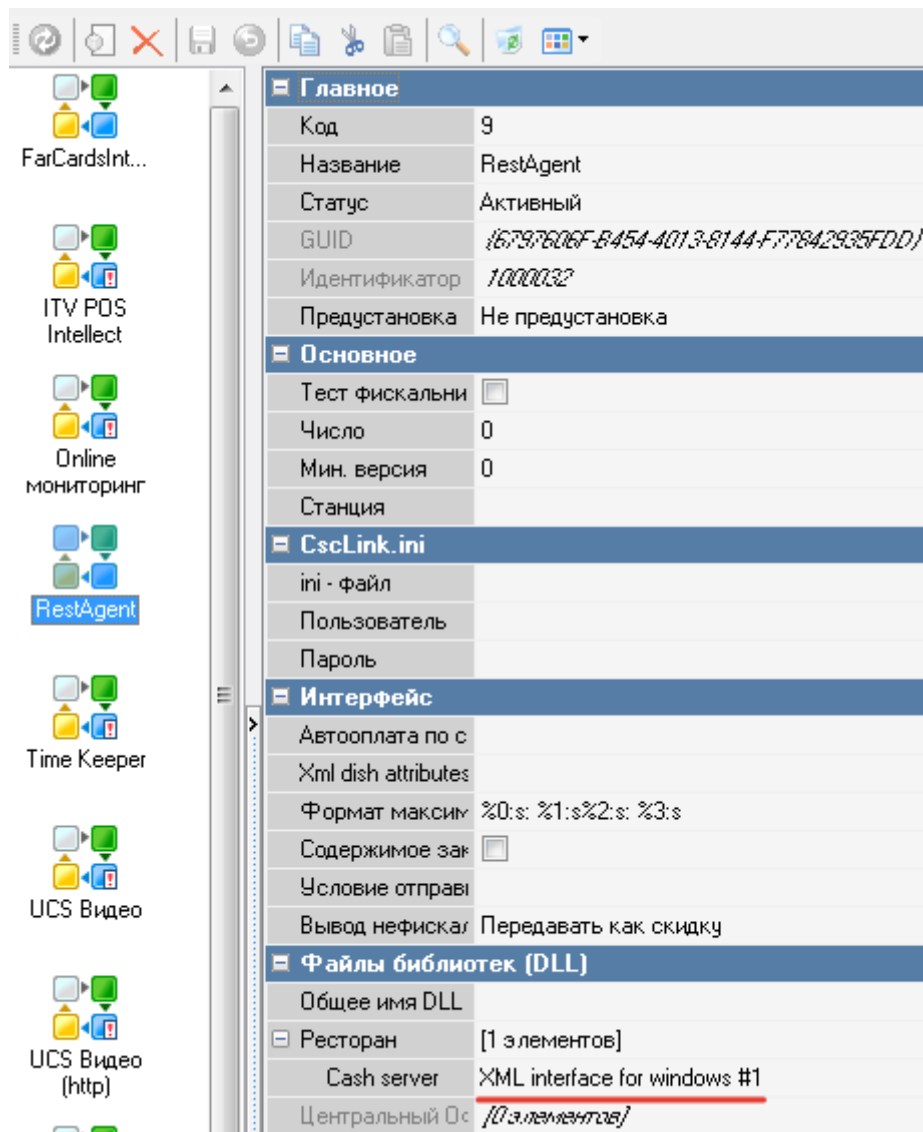 FarCardsInt...
ITV POS
Intellect
Online
мониторинг
RestAgent
Time Keeper
UCS Видео
UCS Видео
(http)
Главное
Код 9
Название RestAgent
Статус Активный
GUID {6797606F-B454-4013-8144-F77842935FDD}
Идентификатор 1000032
Предустановка Не предустановка
Основное
Тест фискальни
Число 0
Мин. версия 0
Станция
CscLink.ini
ini - файл
Пользователь
Пароль
Интерфейс
Автооплата по с
Xml dish attributes
Формат максим %0:s: %1:s%2:s: %3:s
Содержимое зак
Условие отправі
Вывод нефискал Передавать как скидку
Файлы библиотек (DLL)
Общее имя DLL
Ресторан [1 элементов]
Cash server XML interface for windows #1
Центральный Ос [0 элементов]